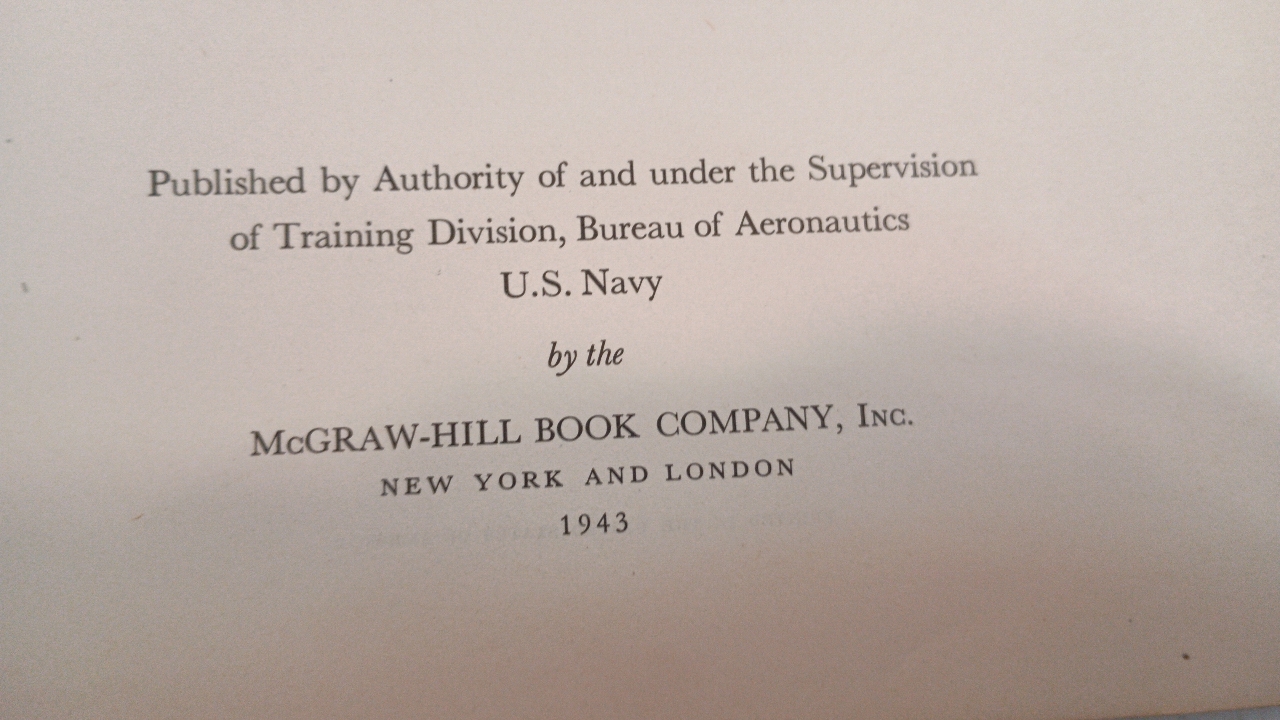 Published by Authority of and under the Supervision
of Training Division, Bureau of Aeronautics
U.S. Navy
by the
McGRAW-HILL BOOK COMPANY, INC.
NEW YORK AND LONDON
1943